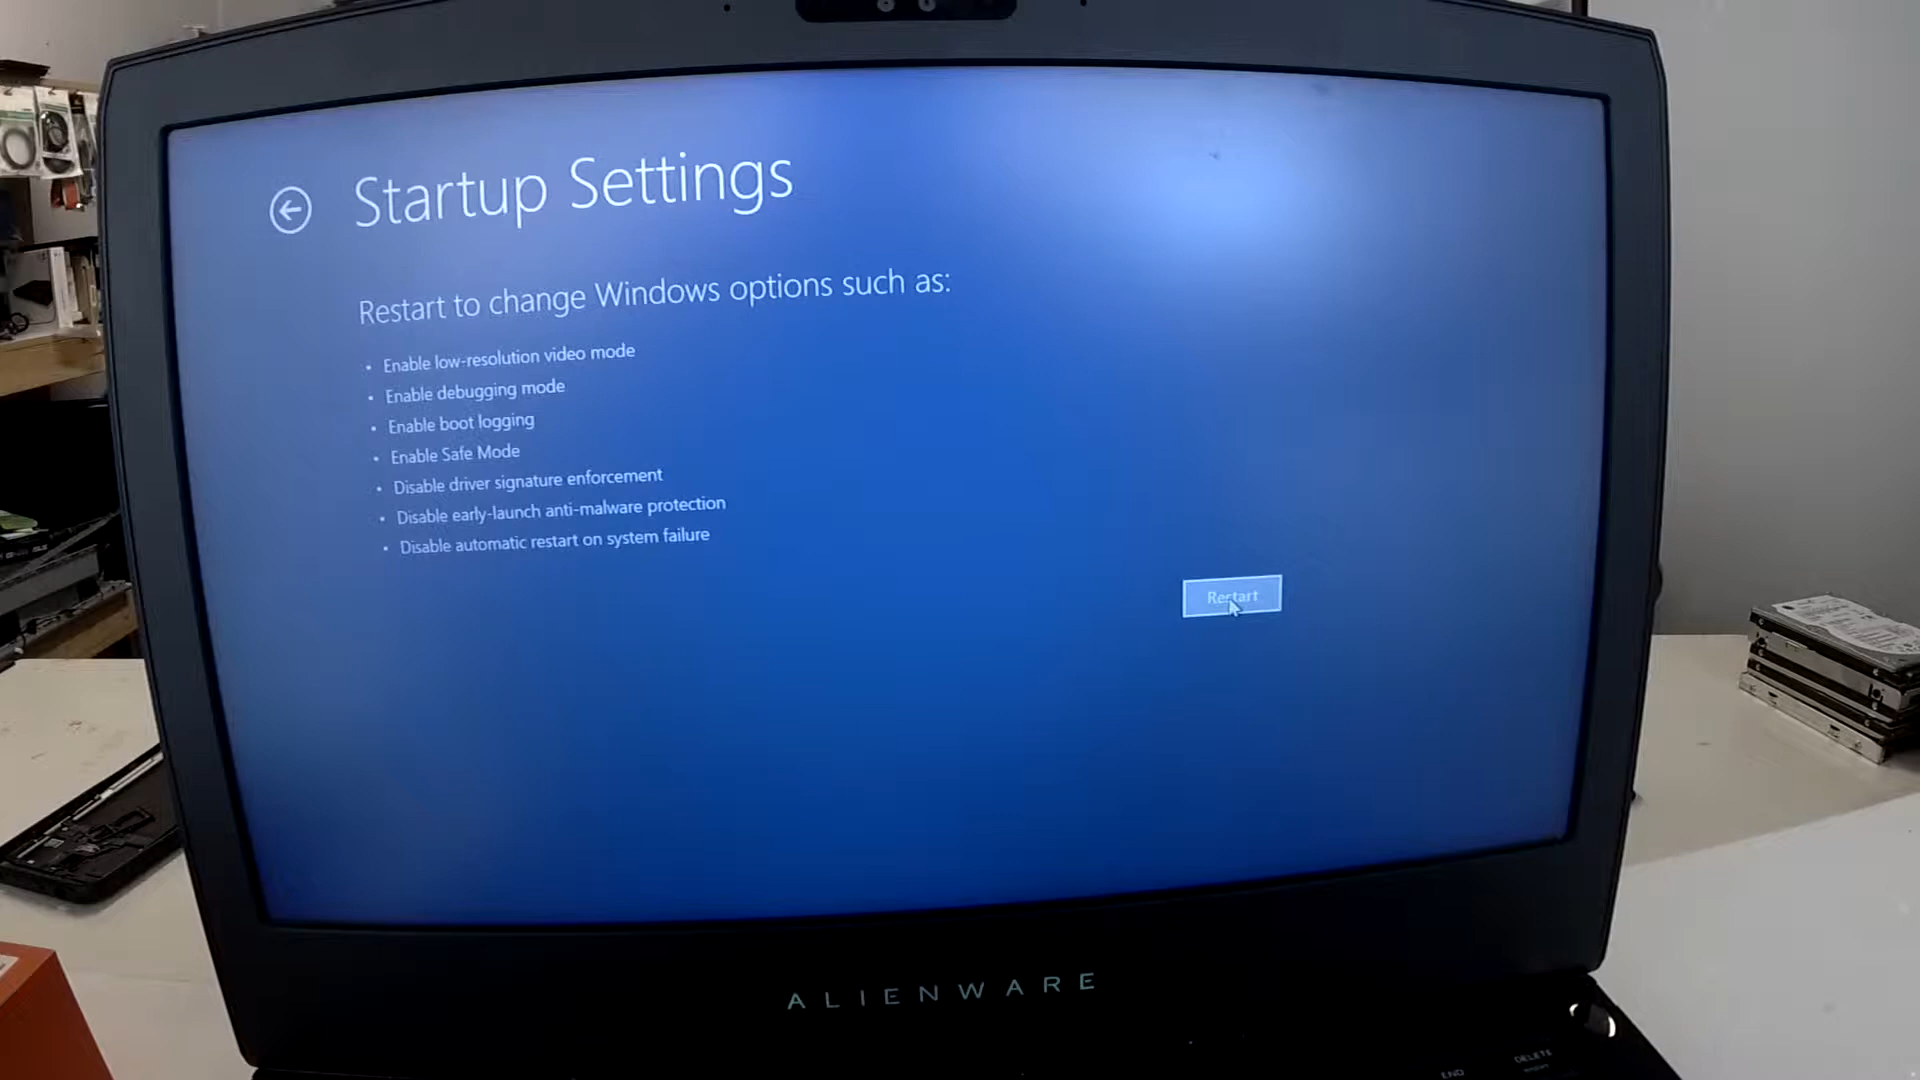 Startup Settings
Restart to change Windows options such as:
• Enable low-resolution video mode
• Enable debugging mode
• Enable boot logging
• Enable Safe Mode
• Disable driver signature enforcement
• Disable early-launch anti-malware protection
• Disable automatic restart on system failure
Restart
ALIENWARE
END
DELETE